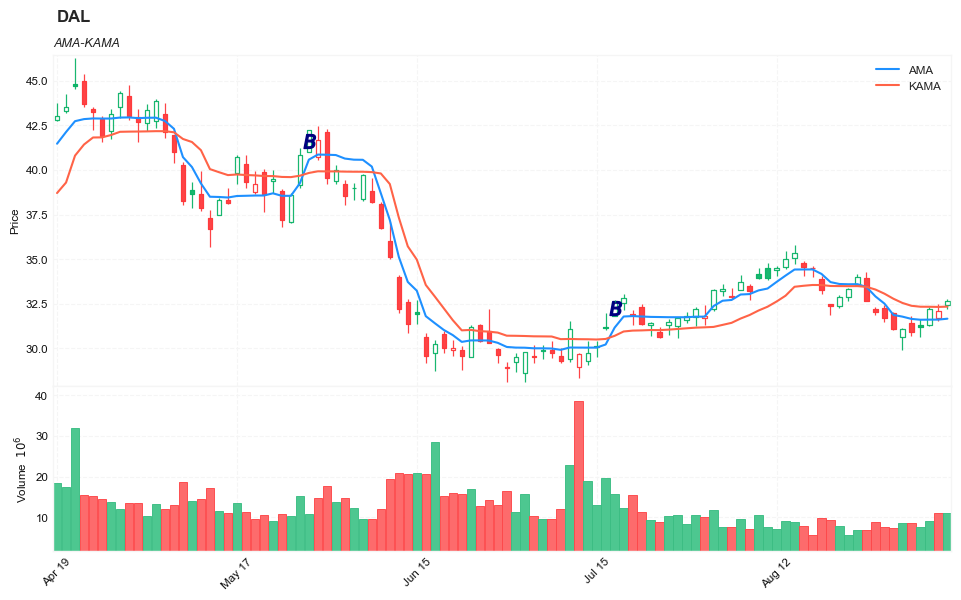 DAL
AMA-KAMA
AMA
KAMA
45.0
42.5
40.0
37.5
35.0
32.5
30.0
Price
B
B
40
30
20
10
Volume 10^6
Apr 19
May 17
Jun 15
Jul 15
Aug 12